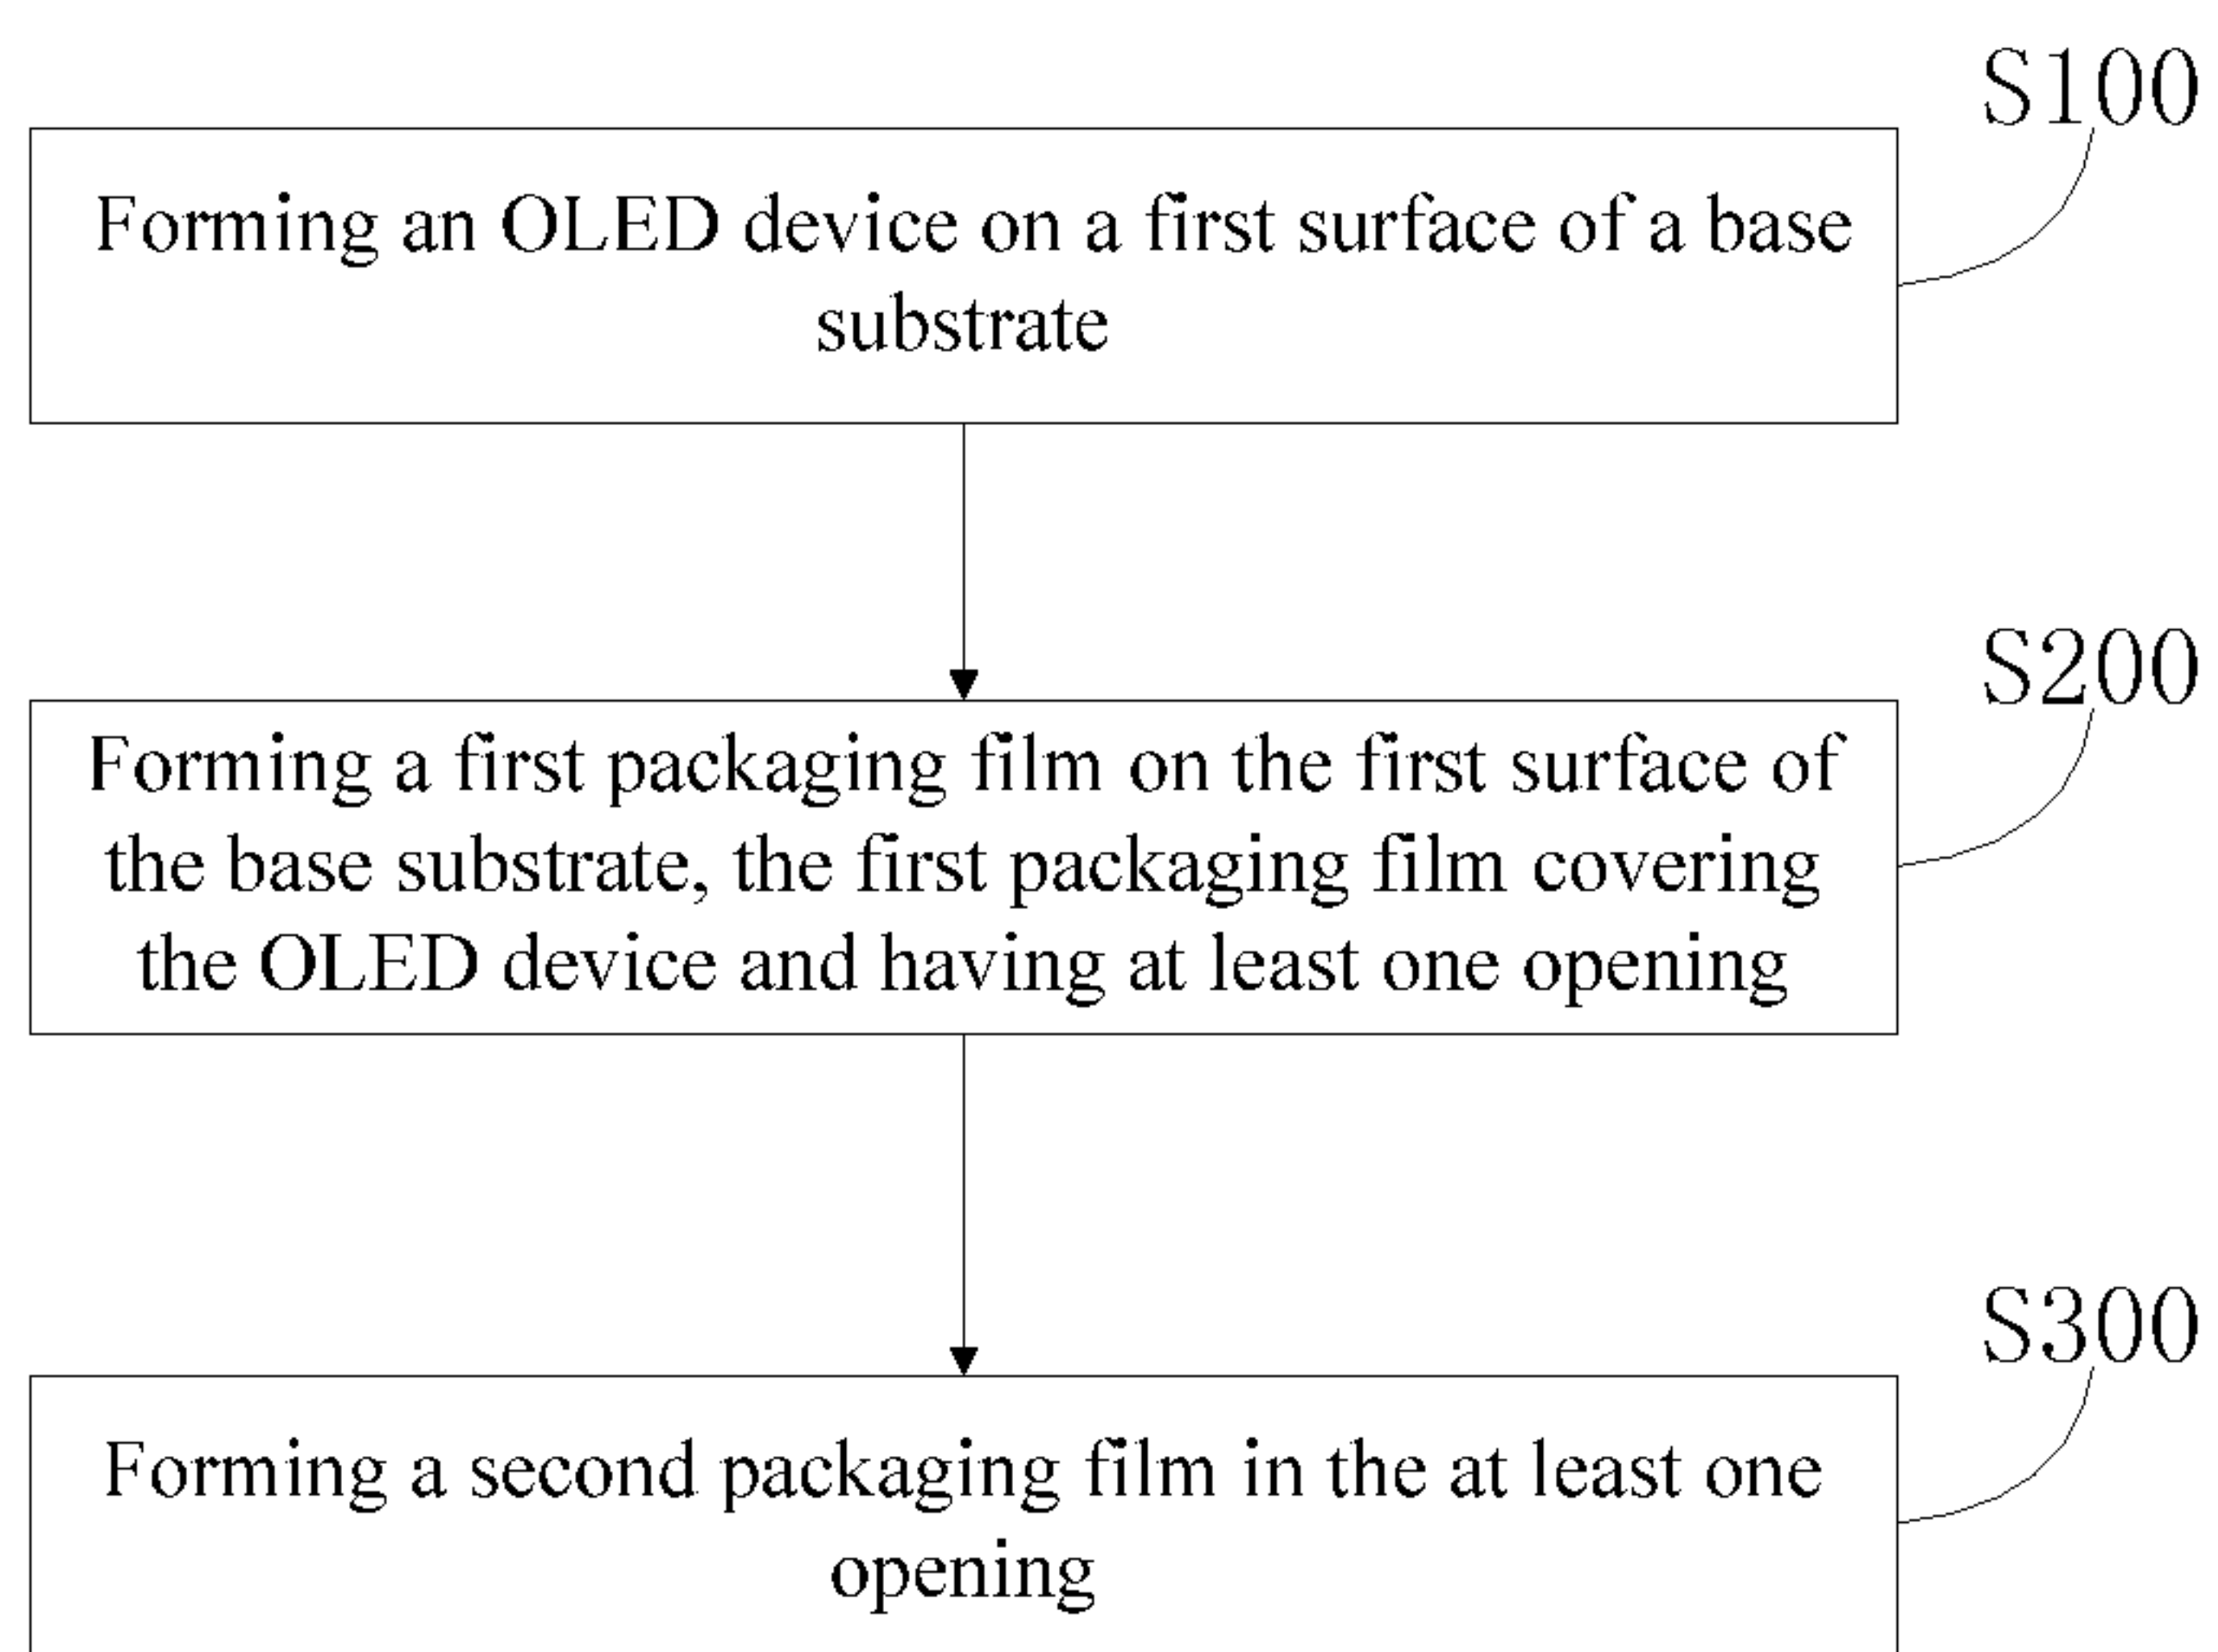 S100
Forming an OLED device on a first surface of a base
substrate
S200
Forming a first packaging film on the first surface of
the base substrate, the first packaging film covering
the OLED device and having at least one opening
S300
Forming a second packaging film in the at least one
opening